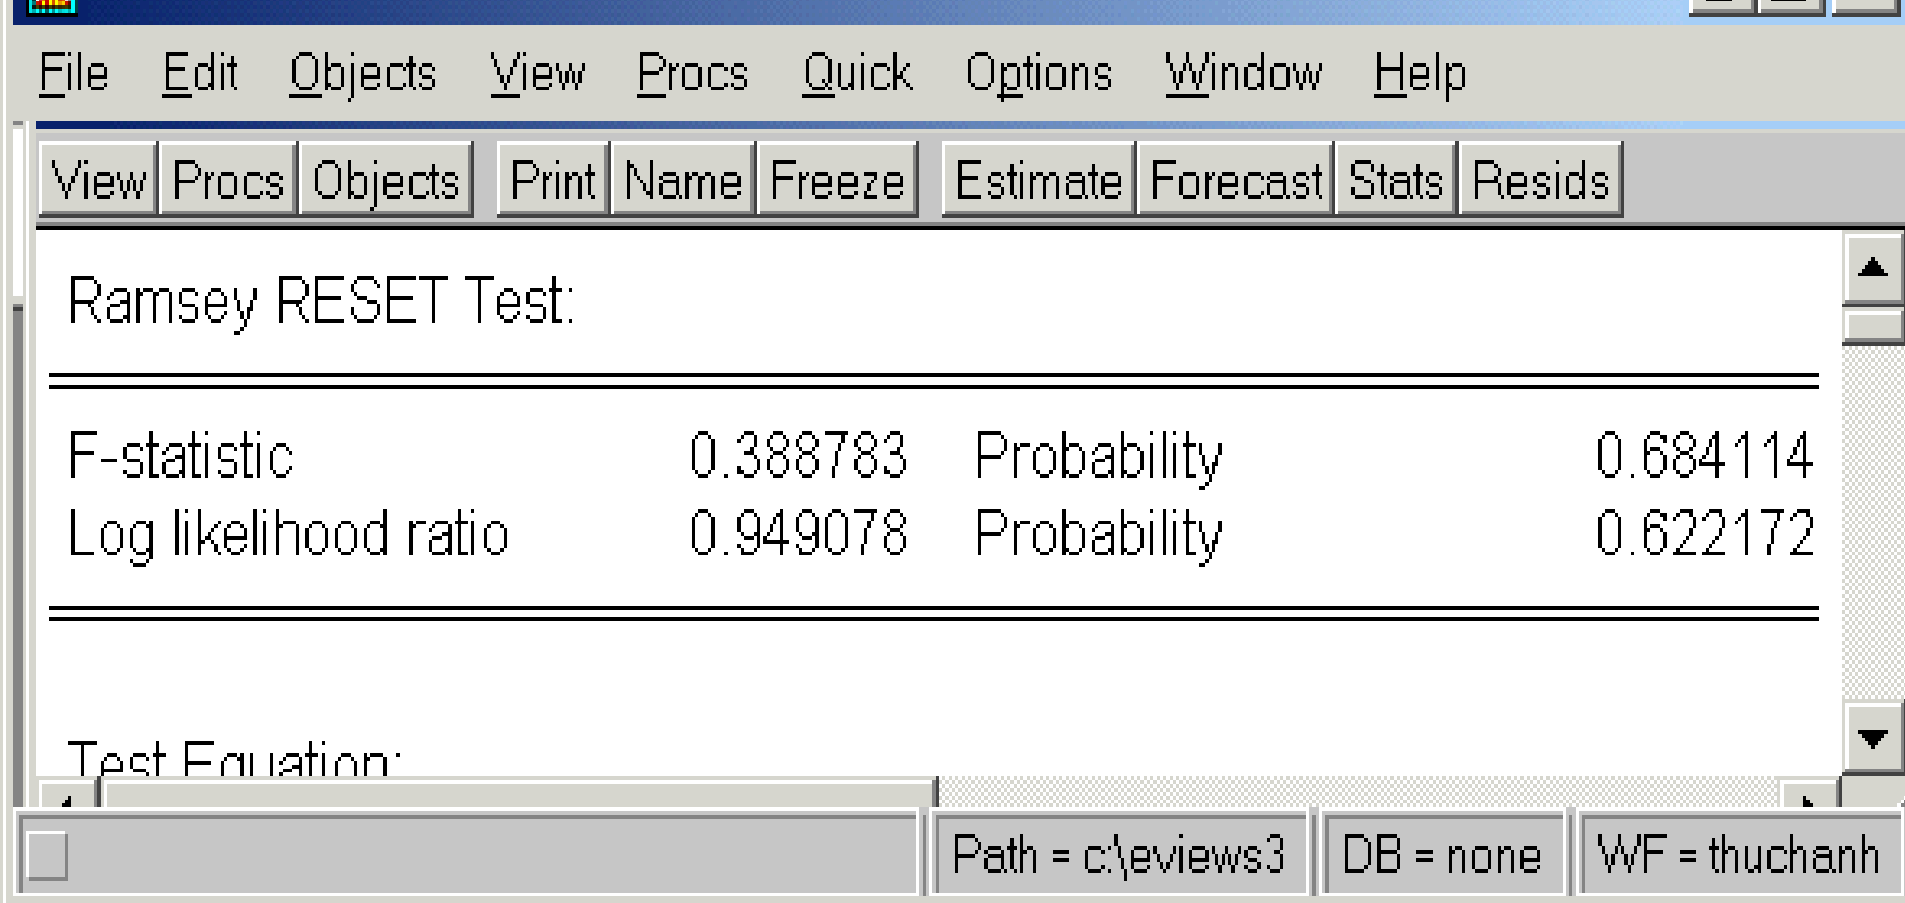 File Edit Objects View Procs Quick Options Window Help
View Procs Objects Print Name Freeze Estimate Forecast Stats Resids
Ramsey RESET Test:
F-statistic 0.388783 Probability 0.684114
Log likelihood ratio 0.949078 Probability 0.622172
Test Equation:
Path = c:\eviews3 DB = none WF = thuchanh